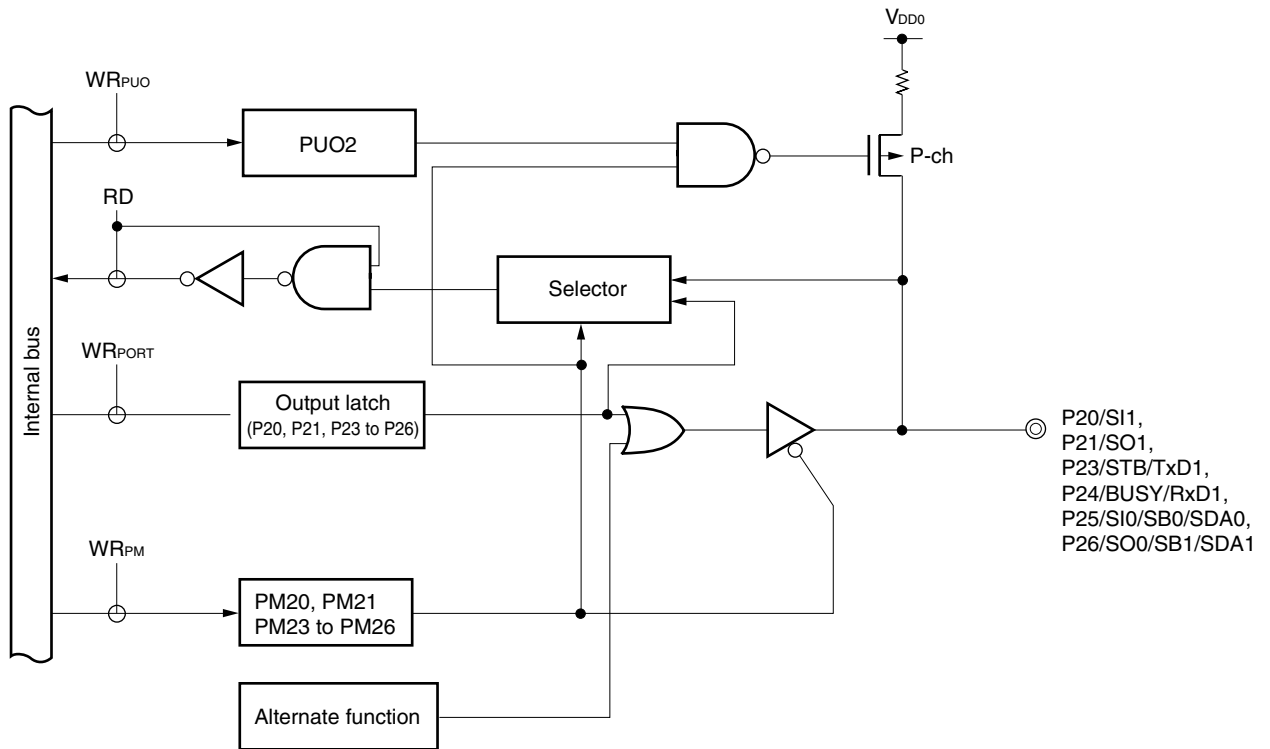 VDD0
WRPUO
PUO2
P-ch
RD
Selector
WRPORT
Internal bus
Output latch
(P20, P21, P23 to P26)
P20/SI1,
P21/SO1,
P23/STB/TxD1,
P24/BUSY/RxD1,
P25/SI0/SB0/SDA0,
P26/SO0/SB1/SDA1
WRPM
PM20, PM21
PM23 to PM26
Alternate function